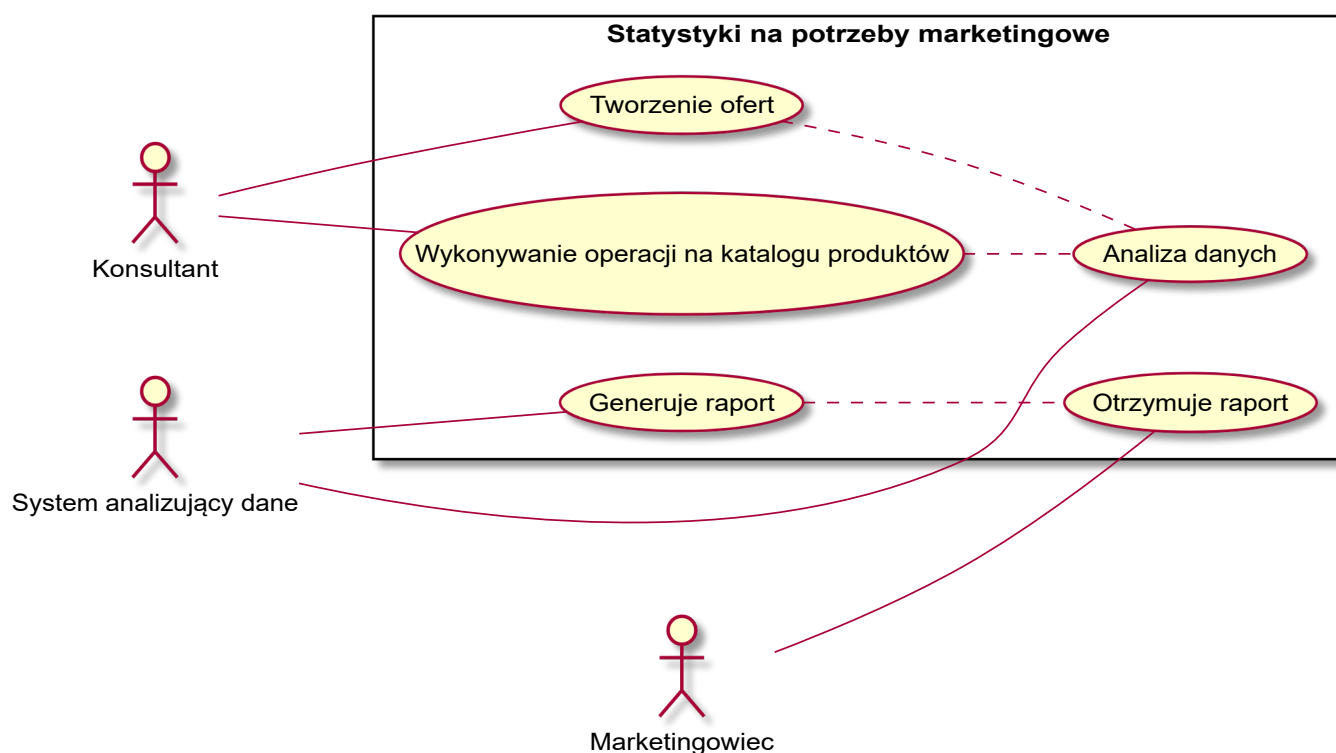 Statystyki na potrzeby marketingowe
Tworzenie ofert
Konsultant
Wykonywanie operacji na katalogu produktów
Analiza danych
System analizujący dane
Generuje raport
Otrzymuje raport
Marketingowiec